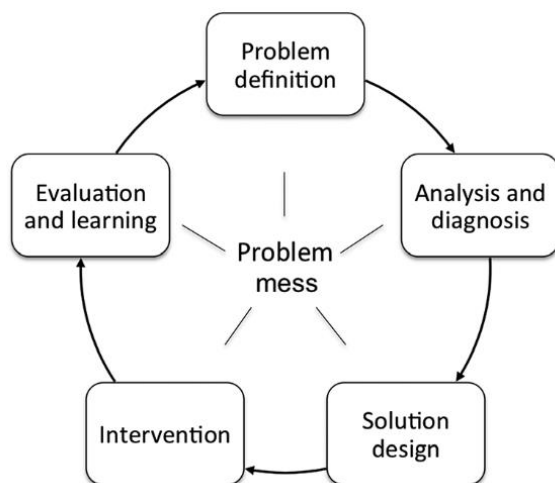 Problem
definition
Analysis and
diagnosis
Solution
design
Intervention
Evaluation
and learning
Problem
mess